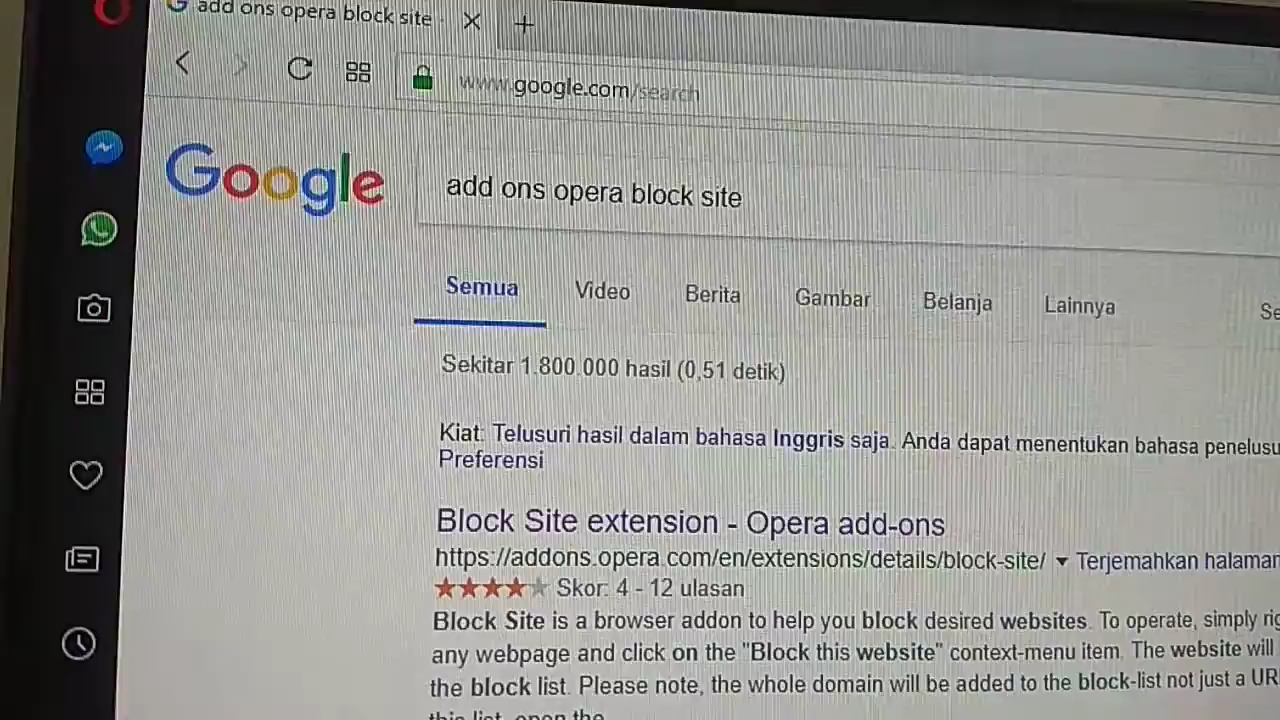 add ons opera block site
www.google.com/search
Google
add ons opera block site
Semua Video Berita Gambar Belanja Lainnya
Sekitar 1.800.000 hasil (0,51 detik)
Kiat: Telusuri hasil dalam bahasa Inggris saja. Anda dapat menentukan bahasa
Preferensi
Block Site extension - Opera add-ons
https://addons.opera.com/en/extensions/details/block-site/ Terjemahkan halaman
Skor: 4 - 12 ulasan
Block Site is a browser addon to help you block desired websites. To operate, simply
any webpage and click on the "Block this website" context-menu item. The website will
the block list. Please note, the whole domain will be added to the block-list not just a
this list, open the